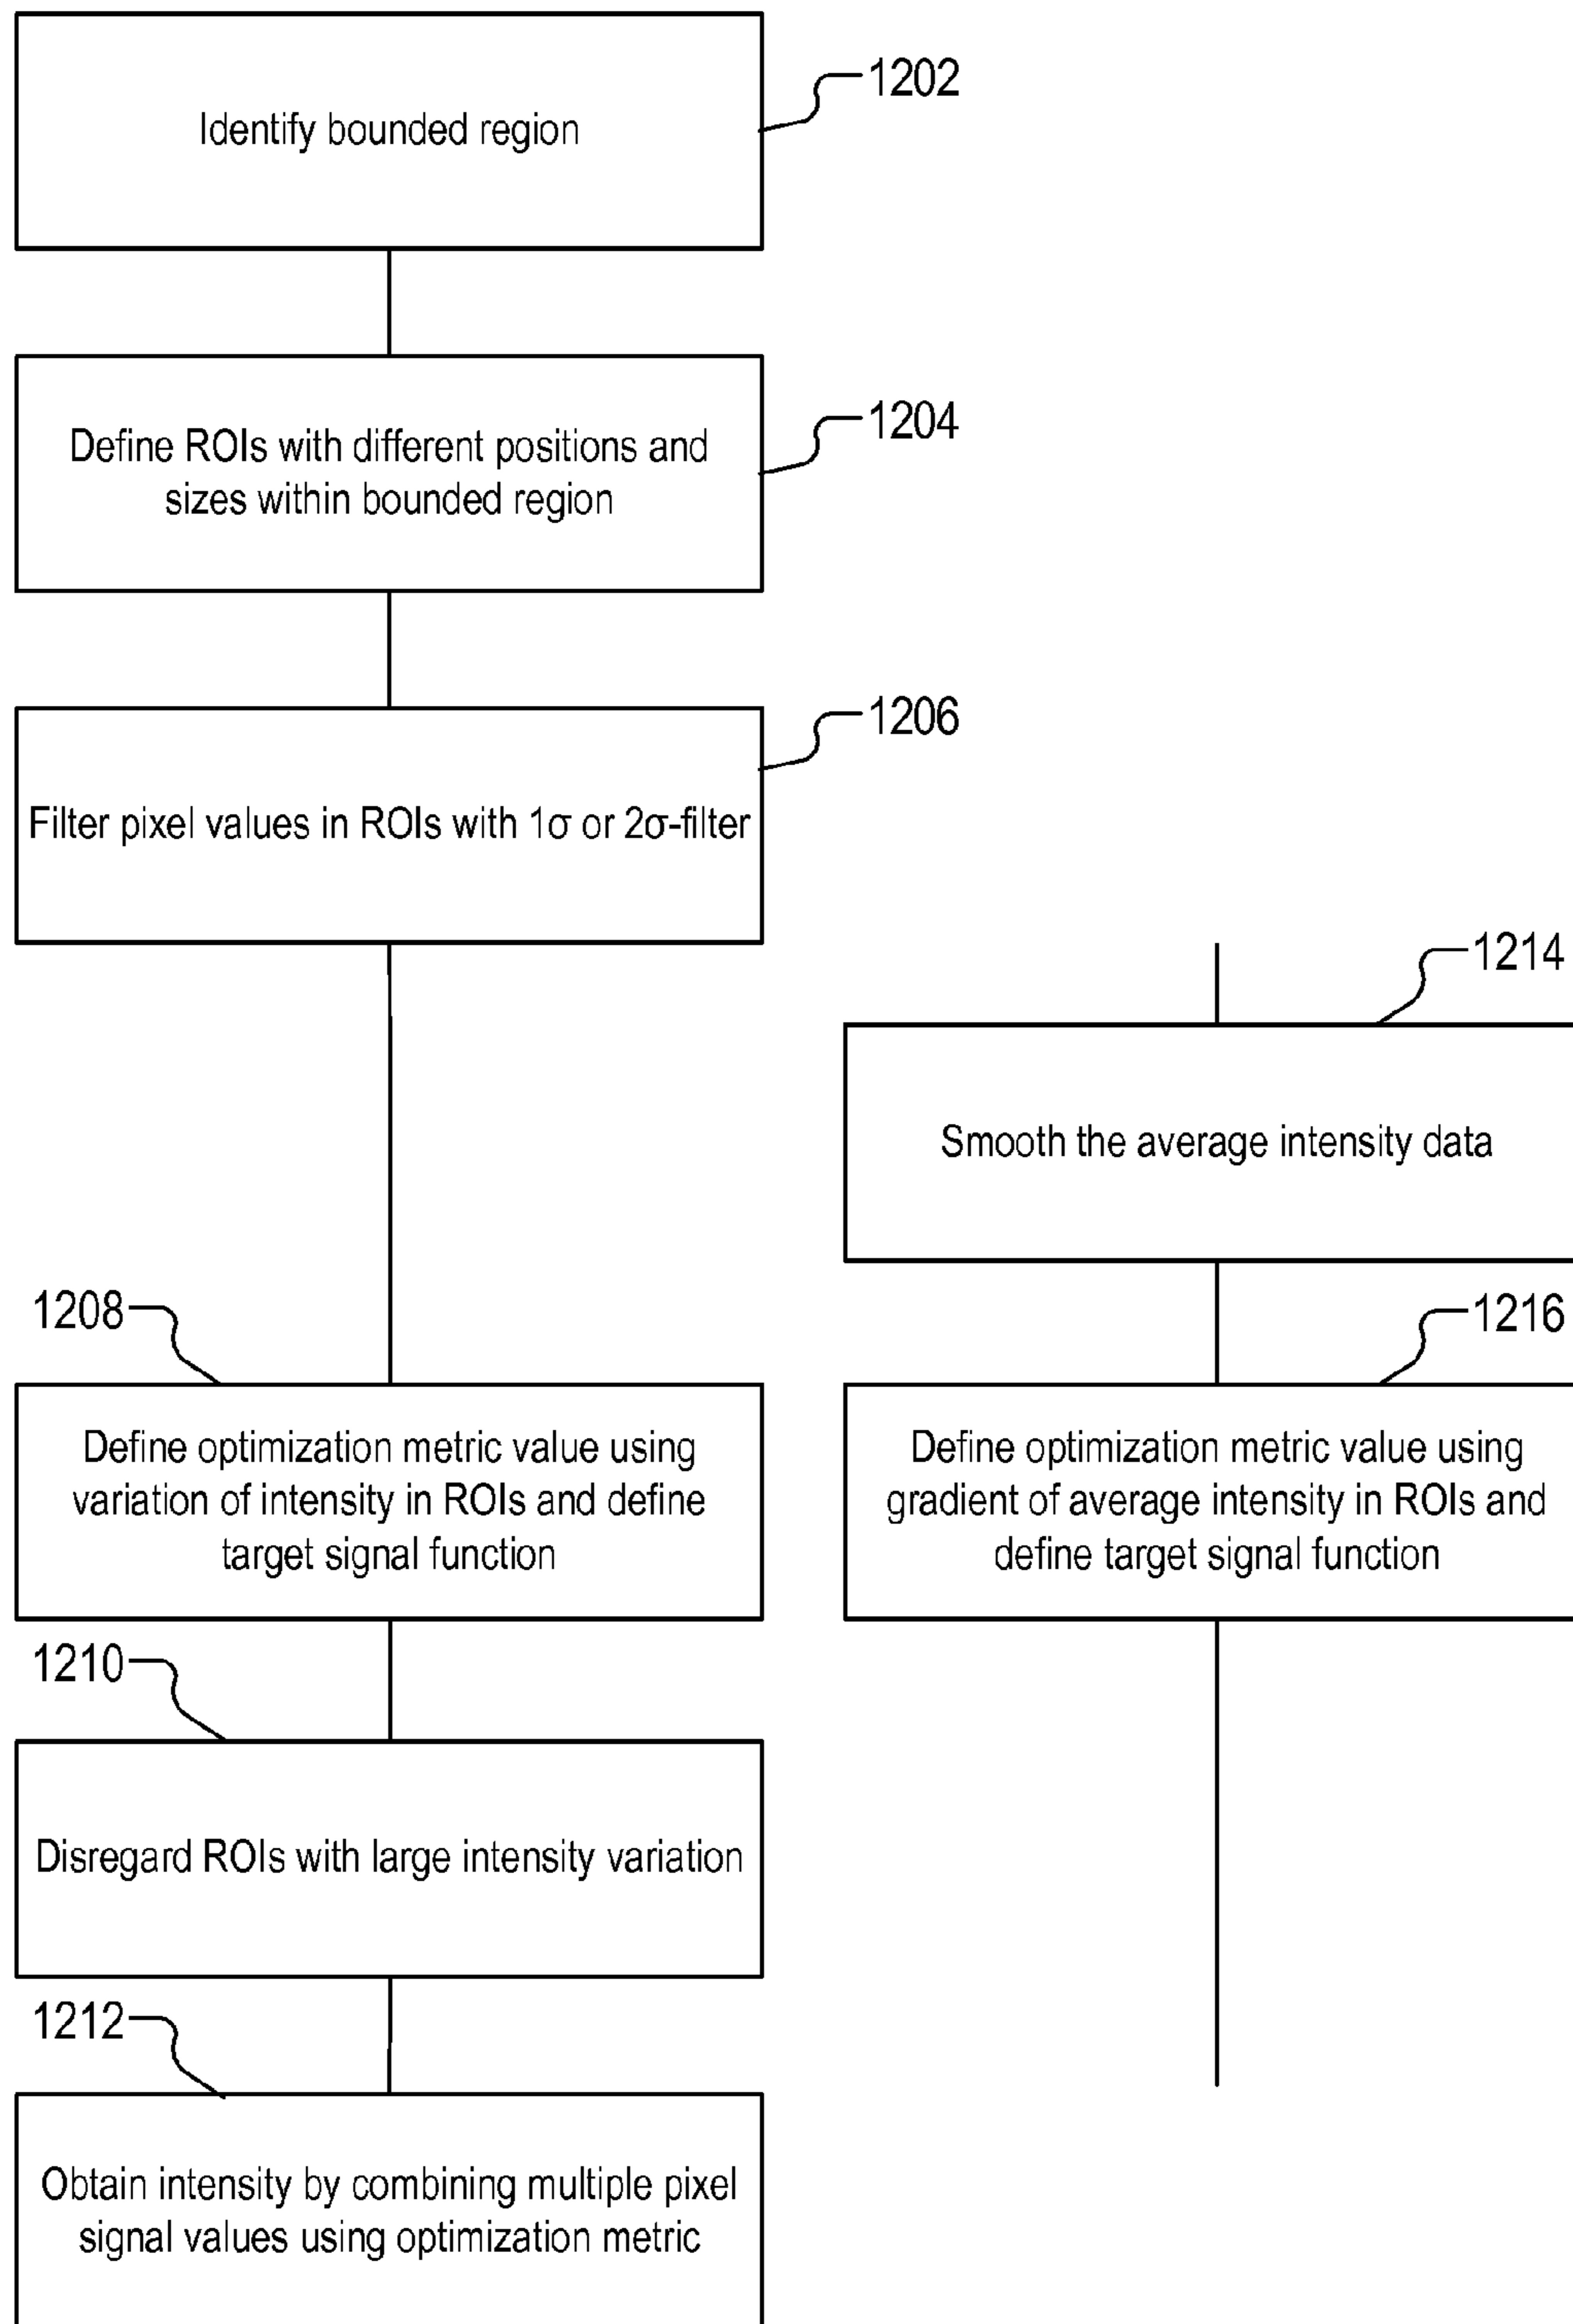 Identify bounded region
1202
Define ROIs with different positions and
sizes within bounded region
1204
Filter pixel values in ROIs with 1σ or 2σ-filter
1206
1214
Smooth the average intensity data
1208
Define optimization metric value using
variation of intensity in ROIs and define
target signal function
1216
Define optimization metric value using
gradient of average intensity in ROIs and
define target signal function
1210
Disregard ROIs with large intensity variation
1212
Obtain intensity by combining multiple pixel
signal values using optimization metric